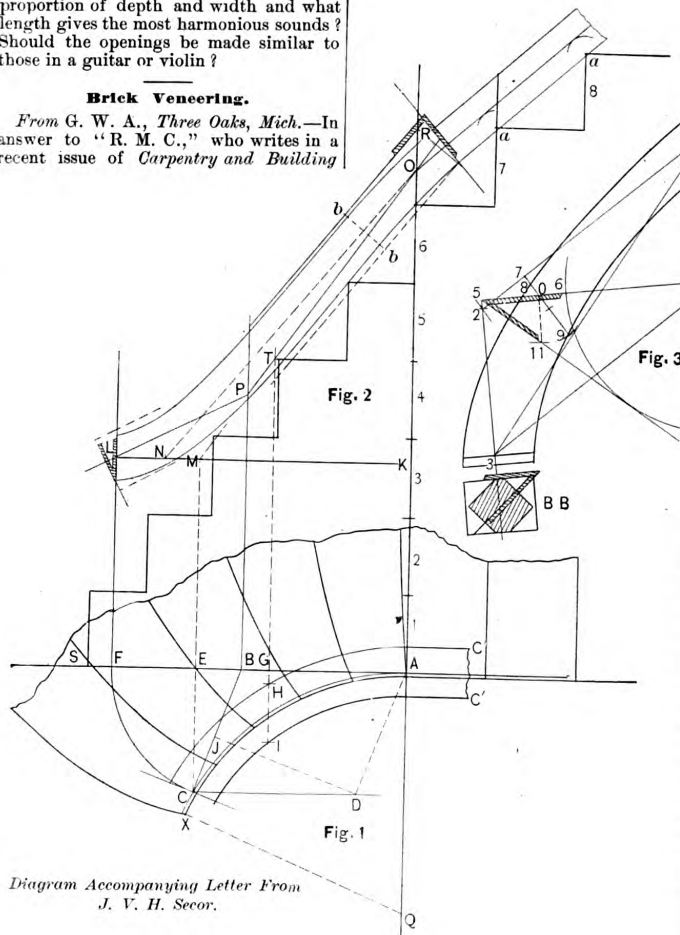 proportion of depth and width and what
length gives the most harmonious sounds ?
Should the openings be made similar to
those in a guitar or violin ?
Brick Veneering.
From G. W. A., Three Oaks, Mich.—In
answer to "R. M. C.," who writes in a
recent issue of Carpentry and Building
a
8
R
a
O
7
b
b
6
7
5
8
0
6
2
5
11
9
T
Fig. 3
P
Fig. 2
4
L
N
M
K
3
3
B B
2
1
C
S
F
E
B
G
A
H
C'
J
I
C
D
X
Fig. 1
Diagram Accompanying Letter From
J. V. H. Secor.
Q